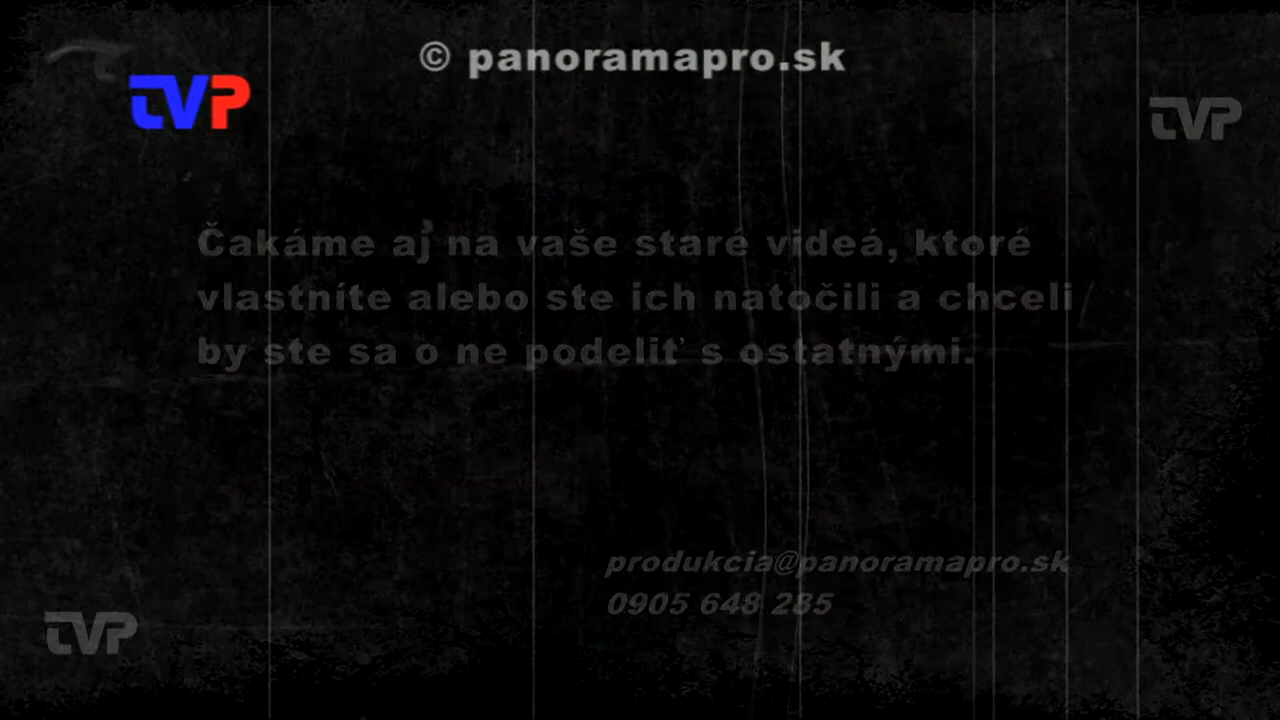 © panoramapro.sk
TVP
TVP
Čakáme aj na vaše staré videá, ktoré
vlastníte alebo ste ich natočili a chceli
by ste sa o ne podeliť s ostatnými.
produkcia@panoramapro.sk
0905 648 285
TVP